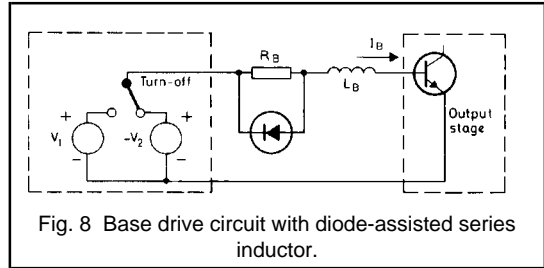 I_B
R_B
Turn-off
L_B
+
+
V_1
-V_2
-
-
Output
stage
Fig. 8 Base drive circuit with diode-assisted series
inductor.